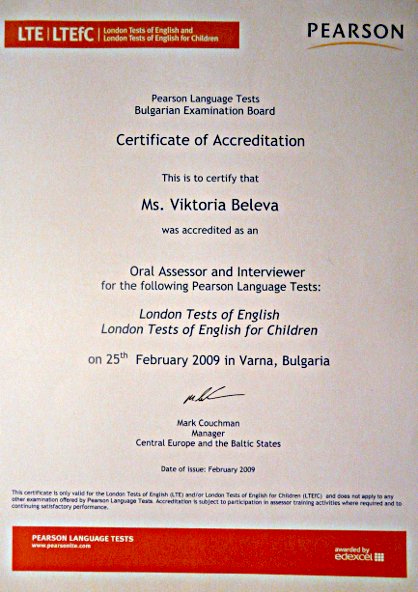 LTE | LTEfC | London Tests of English and
London Tests of English for Children
PEARSON
Pearson Language Tests
Bulgarian Examination Board
Certificate of Accreditation
This is to certify that
Ms. Viktoria Beleva
was accredited as an
Oral Assessor and Interviewer
for the following Pearson Language Tests:
London Tests of English
London Tests of English for Children
on 25th February 2009 in Varna, Bulgaria
Mark Couchman
Manager
Central Europe and the Baltic States
Date of issue: February 2009
This certificate is only valid for the London Tests of English (LTE) and/or London Tests of English for Children (LTEfC) and does not apply to any
other examination offered by Pearson Language Tests. Accreditation is subject to participation in assessor training activities where required and to
continuing satisfactory performance.
PEARSON LANGUAGE TESTS
www.pearsonlte.com
awarded by
edexcel